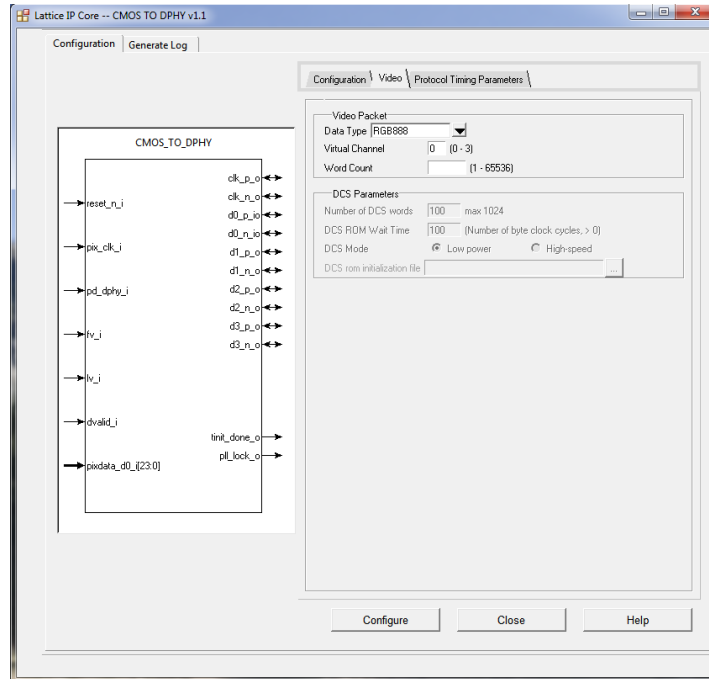 Lattice IP Core -- CMOS TO DPHY v1.1
Configuration Generate Log
CMOS_TO_DPHY
reset_n_i
pix_clk_i
pd_dphy_i
fv_i
lv_i
dvalid_i
pixdata_d0_i[23:0]
clk_p_o
clk_n_o
d0_p_io
d0_n_io
d1_p_o
d1_n_o
d2_p_o
d2_n_o
d3_p_o
d3_n_o
tinit_done_o
pll_lock_o
Configuration Video Protocol Timing Parameters
Video Packet
Data Type RGB888
Virtual Channel 0 (0 - 3)
Word Count (1 - 65536)
DCS Parameters
Number of DCS words 100 max 1024
DCS ROM Wait Time 100 (Number of byte clock cycles, > 0)
DCS Mode Low power High-speed
DCS rom initialization file ...
Configure Close Help